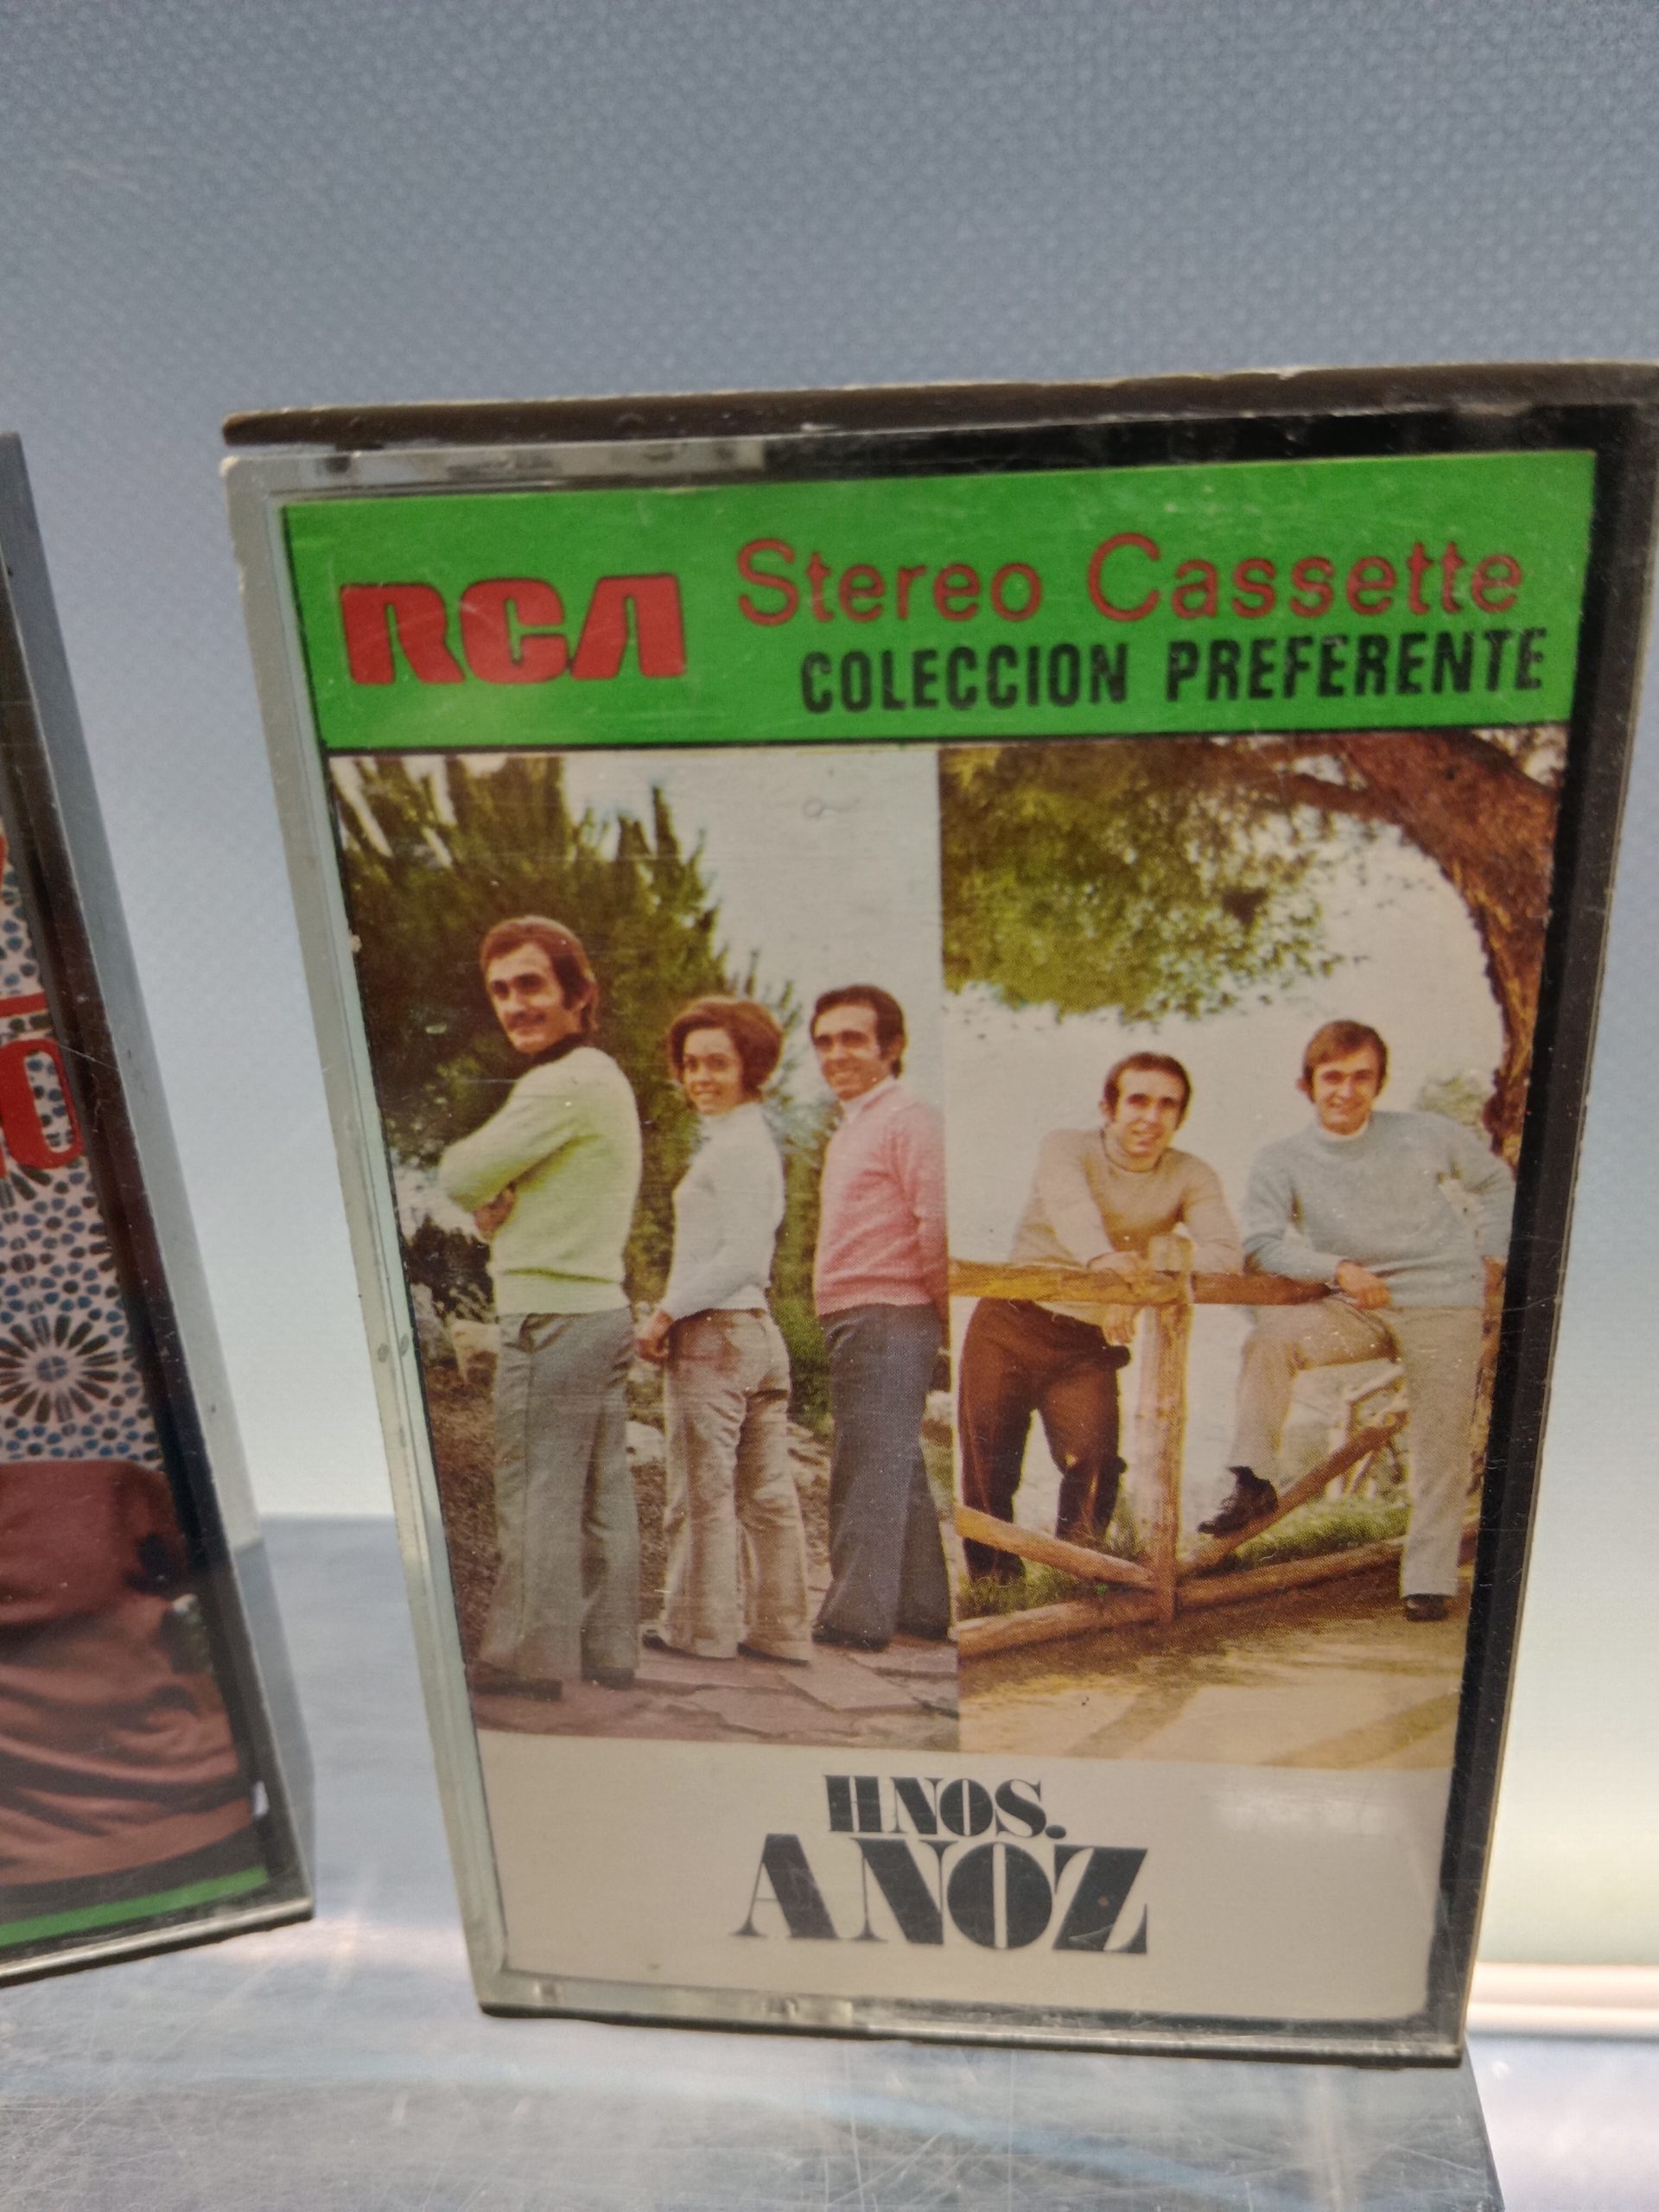 RCA Stereo Cassette
COLECCION PREFERENTE
HNOS.
ANOZ